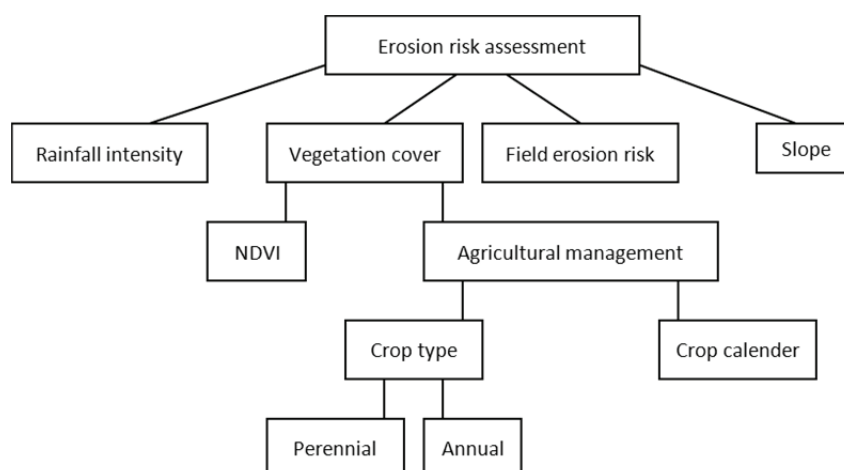 Erosion risk assessment
Rainfall intensity
Vegetation cover
Field erosion risk
Slope
NDVI
Agricultural management
Crop type
Crop calender
Perennial
Annual